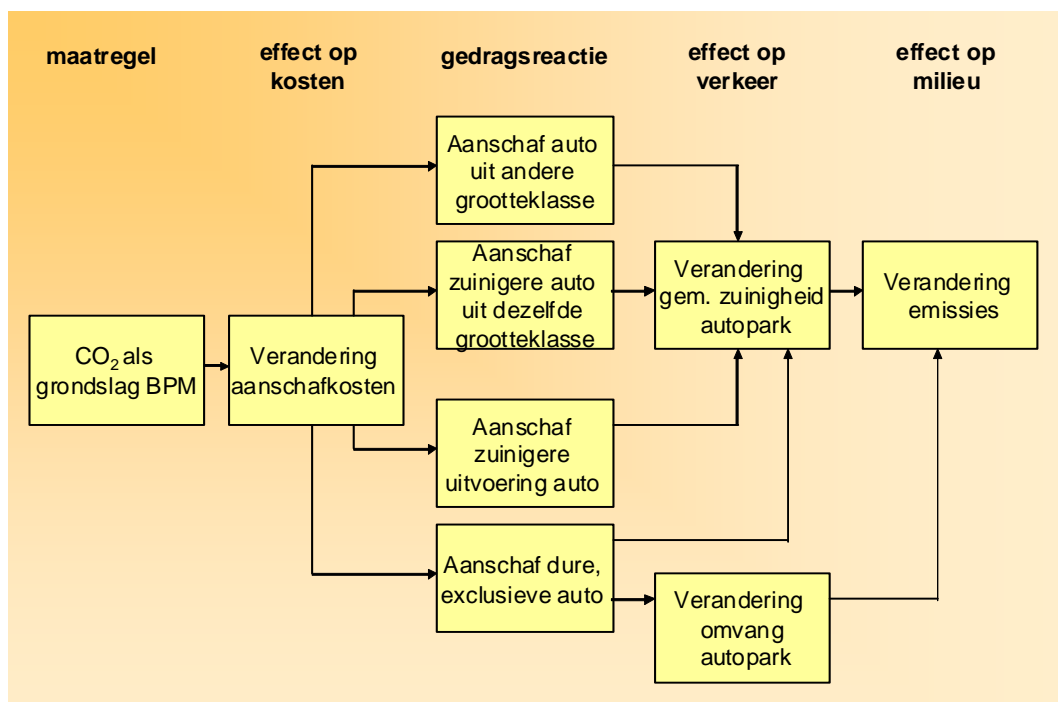 maatregel
effect op
kosten
gedragsreactie
effect op
verkeer
effect op
milieu
CO₂ als
grondslag BPM
Verandering
aanschafkosten
Aanschaf auto
uit andere
grootteklasse
Aanschaf
zuinigere auto
uit dezelfde
grootteklasse
Aanschaf
zuinigere
uitvoering auto
Aanschaf dure,
exclusieve auto
Verandering
gem. zuinigheid
autopark
Verandering
omvang
autopark
Verandering
emissies